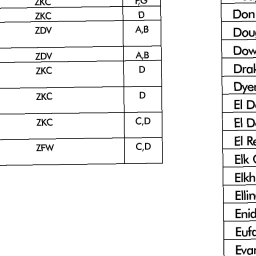 ZKC F,G
ZKC D
ZDV A,B
ZDV A,B
ZKC D
ZKC D
ZKC C,D
ZFW C,D
Don
Doug
Dow
Drak
Dyer
El D
El D
El Re
Elk
Elkh
Ellin
Enid
Eufa
Evan